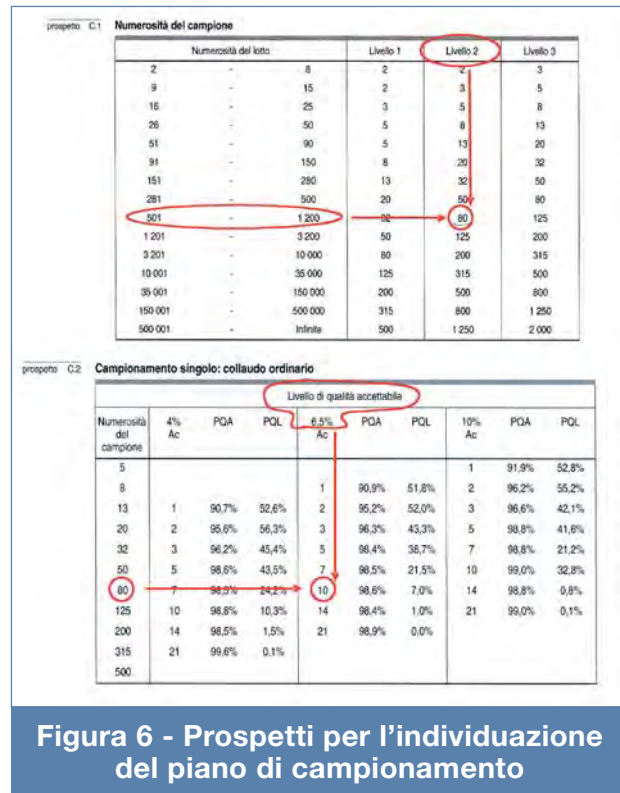 prospetto C.1 Numerosità del campione
Numerosità del lotto Livello 1 Livello 2 Livello 3
2 - 8 2 2 3
9 - 15 2 3 5
16 - 25 3 5 8
26 - 50 5 8 13
51 - 90 5 13 20
91 - 150 8 20 32
151 - 280 13 32 50
281 - 500 20 50 80
501 - 1 200 32 80 125
1 201 - 3 200 50 125 200
3 201 - 10 000 80 200 315
10 001 - 35 000 125 315 500
35 001 - 150 000 200 500 800
150 001 - 500 000 315 800 1 250
500 001 - Infinite 500 1 250 2 000
prospetto C.2 Campionamento singolo: collaudo ordinario
Livello di qualità accettabile
Numerosità del campione 4% Ac PQA PQL 6,5% Ac PQA PQL 10% Ac PQA PQL
5 1 91,9% 52,8%
8 1 90,9% 51,8% 2 96,2% 55,2%
13 1 90,7% 52,6% 2 95,2% 52,0% 3 96,6% 42,1%
20 2 95,6% 56,3% 3 96,3% 43,3% 5 98,8% 41,6%
32 3 96,2% 45,4% 5 98,4% 38,7% 7 98,8% 21,2%
50 5 98,6% 43,5% 7 98,5% 21,5% 10 99,0% 32,8%
80 7 98,5% 24,2% 10 98,6% 7,0% 14 98,8% 0,8%
125 10 98,8% 10,3% 14 98,4% 1,0% 21 99,0% 0,1%
200 14 98,5% 1,5% 21 98,9% 0,0%
315 21 99,6% 0,1%
500
Figura 6 - Prospetti per l'individuazione
del piano di campionamento